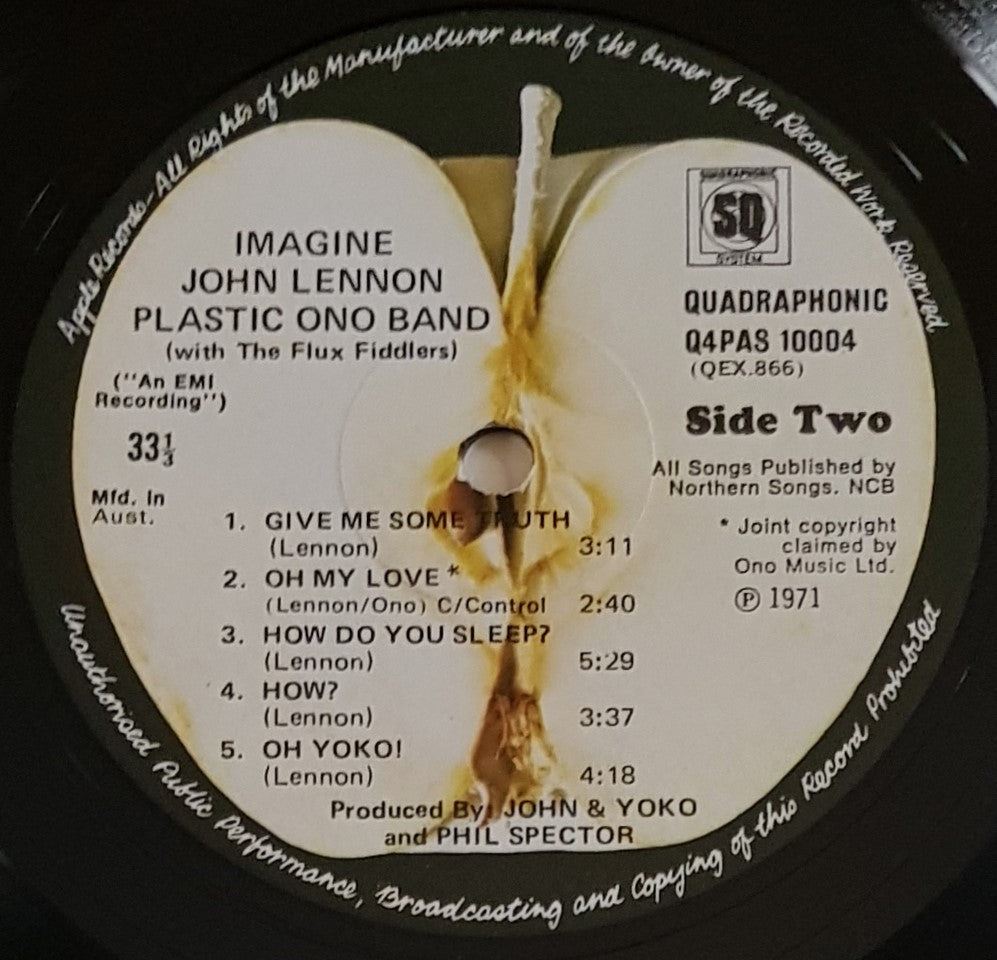 Apple Records-All Rights of the Manufacturer and of the Owner of the Recorded Work Reserved
IMAGINE
JOHN LENNON
PLASTIC ONO BAND
(with The Flux Fiddlers)
(''An EMI
Recording'')
33⅓
Mfd. In
Aust.
QUADRAPHONIC
SQ
SYSTEM
QUADRAPHONIC
Q4PAS 10004
(QEX.866)
Side Two
All Songs Published by
Northern Songs. NCB
* Joint copyright
claimed by
Ono Music Ltd.
℗ 1971
1. GIVE ME SOME TRUTH
(Lennon) 3:11
2. OH MY LOVE *
(Lennon/Ono) C/Control 2:40
3. HOW DO YOU SLEEP?
(Lennon) 5:29
4. HOW?
(Lennon) 3:37
5. OH YOKO!
(Lennon) 4:18
Produced By: JOHN & YOKO
and PHIL SPECTOR
Unauthorised Public Performance, Broadcasting and Copying of this Record Prohibited